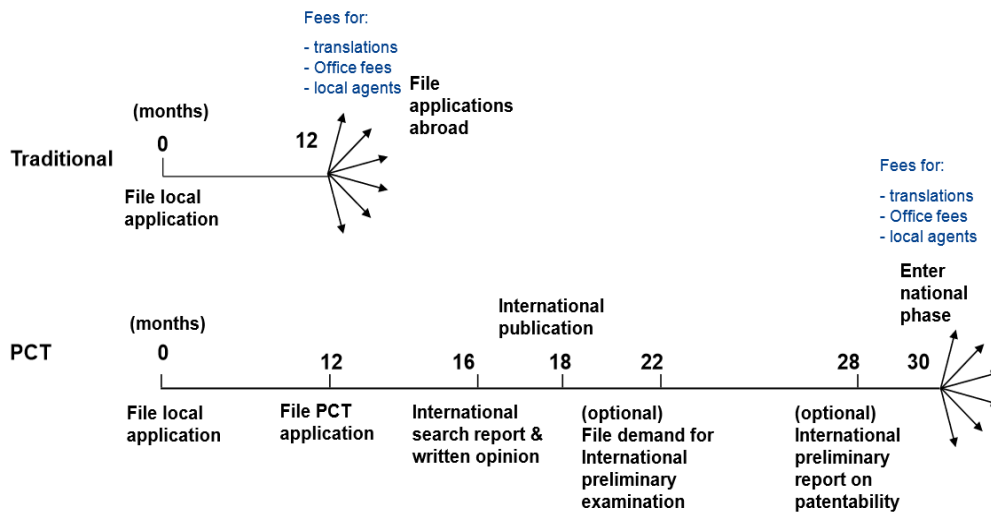 Fees for:
- translations
- Office fees
- local agents
File
applications
abroad
(months)
0
12
Traditional
File local
application
Fees for:
- translations
- Office fees
- local agents
Enter
national
phase
International
publication
(months)
PCT
0
12
16
18
22
28
30
File local
application
File PCT
application
International
search report &
written opinion
(optional)
File demand for
International
preliminary
examination
(optional)
International
preliminary
report on
patentability